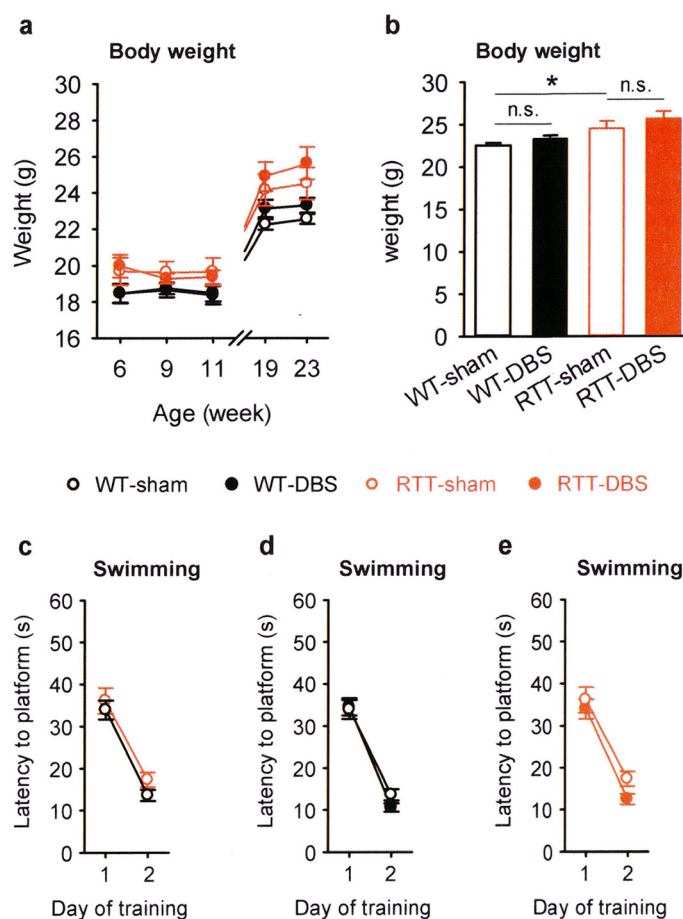 a
Body weight
30
28
26
24
22
20
18
16
Weight (g)
6 9 11 19 23
Age (week)
b
Body weight
*
n.s.
n.s.
30
25
20
15
10
5
0
weight (g)
WT-sham
WT-DBS
RTT-sham
RTT-DBS
WT-sham WT-DBS RTT-sham RTT-DBS
c
Swimming
60
50
40
30
20
10
0
Latency to platform (s)
1 2
Day of training
d
Swimming
60
50
40
30
20
10
0
Latency to platform (s)
1 2
Day of training
e
Swimming
60
50
40
30
20
10
0
Latency to platform (s)
1 2
Day of training